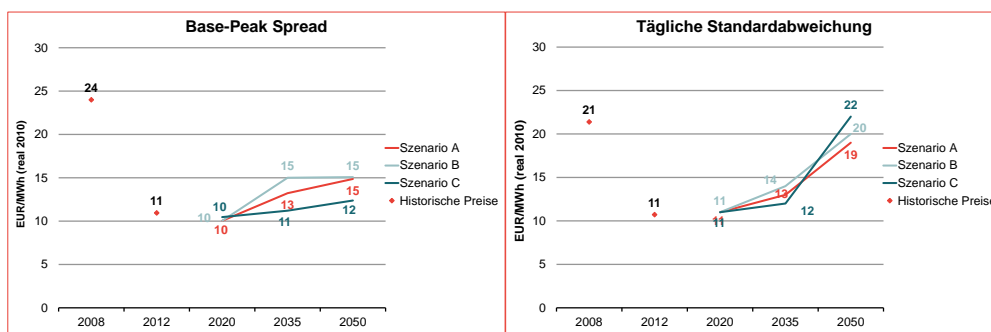 Base-Peak Spread
EUR/MWh (real 2010)
30
25
20
15
10
5
0
24
11
10
10
10
15
13
11
15
15
12
2008 2012 2020 2035 2050
Szenario A
Szenario B
Szenario C
Historische Preise
Tägliche Standardabweichung
EUR/MWh (real 2010)
30
25
20
15
10
5
0
21
11
11
11
14
13
12
22
20
19
2008 2012 2020 2035 2050
Szenario A
Szenario B
Szenario C
Historische Preise